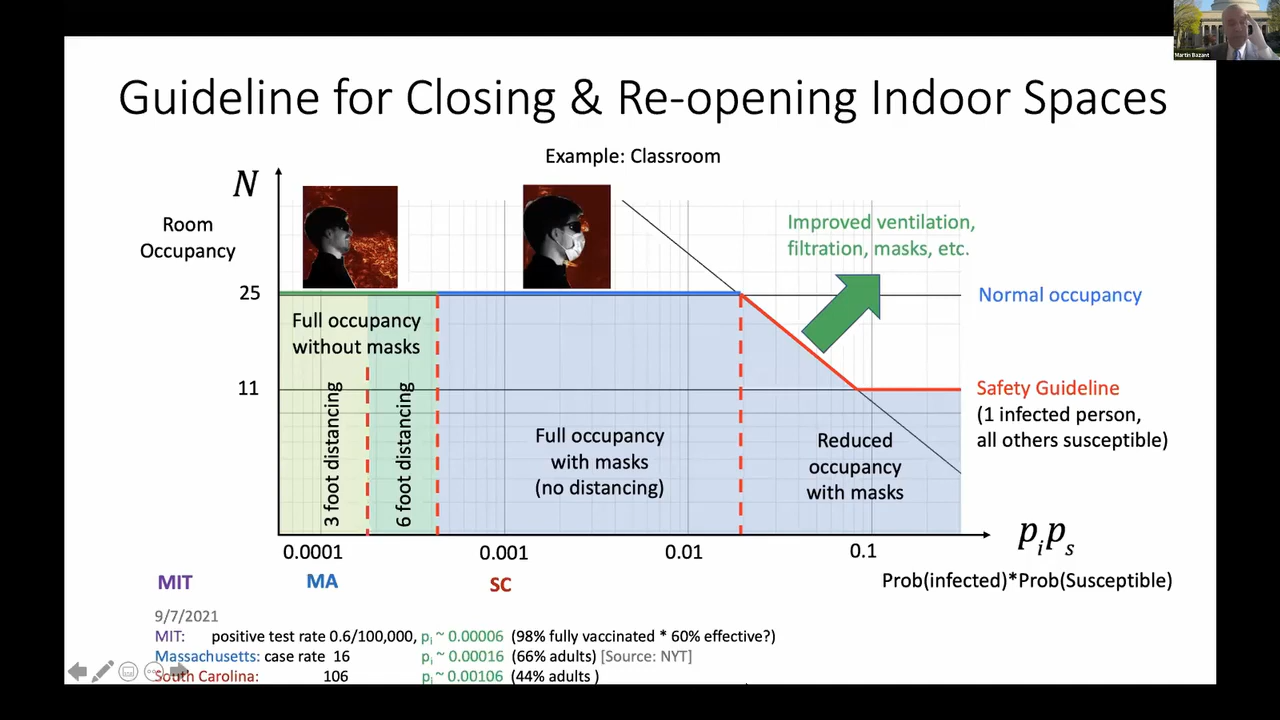 Martin Bazant
Guideline for Closing & Re-opening Indoor Spaces
Example: Classroom
N
Room
Occupancy
Improved ventilation,
filtration, masks, etc.
25
Normal occupancy
Full occupancy
without masks
11
Safety Guideline
(1 infected person,
all others susceptible)
3 foot distancing
6 foot distancing
Full occupancy
with masks
(no distancing)
Reduced
occupancy
with masks
0.0001 0.001 0.01 0.1
pᵢpₛ
MIT MA SC
Prob(infected)*Prob(Susceptible)
9/7/2021
MIT: positive test rate 0.6/100,000, pᵢ ~ 0.00006 (98% fully vaccinated * 60% effective?)
Massachusetts: case rate 16 pᵢ ~ 0.00016 (66% adults) [Source: NYT]
South Carolina: 106 pᵢ ~ 0.00106 (44% adults )